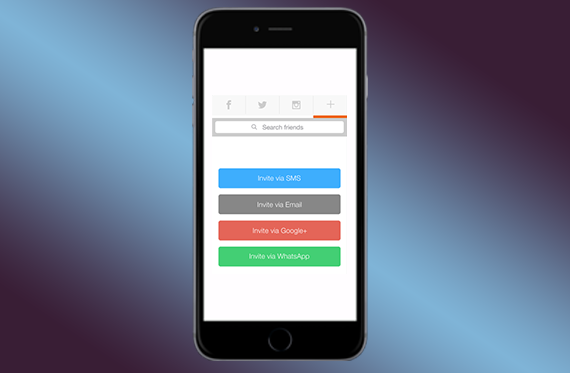 Search friends
Invite via SMS
Invite via Email
Invite via Google+
Invite via WhatsApp